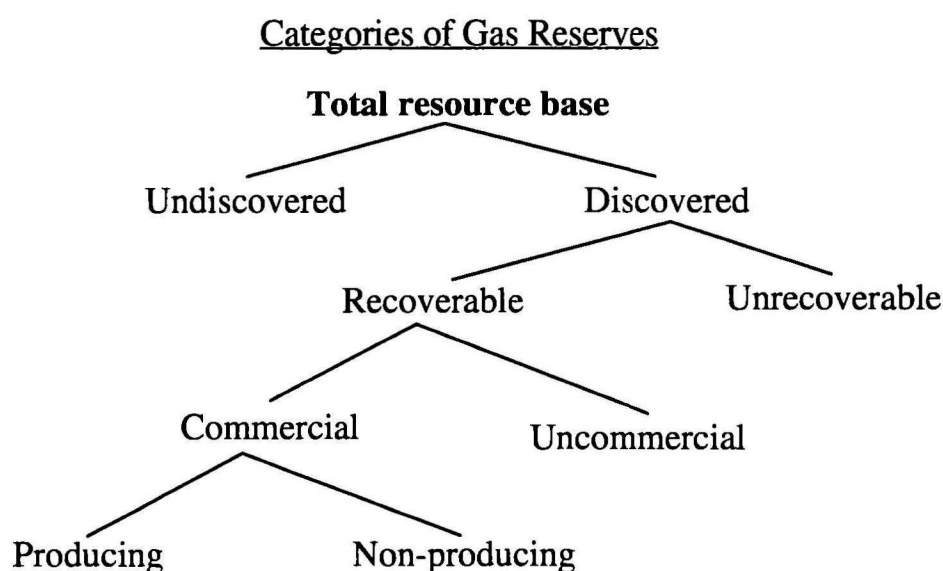 Categories of Gas Reserves
Total resource base
Undiscovered Discovered
Recoverable Unrecoverable
Commercial Uncommercial
Producing Non-producing